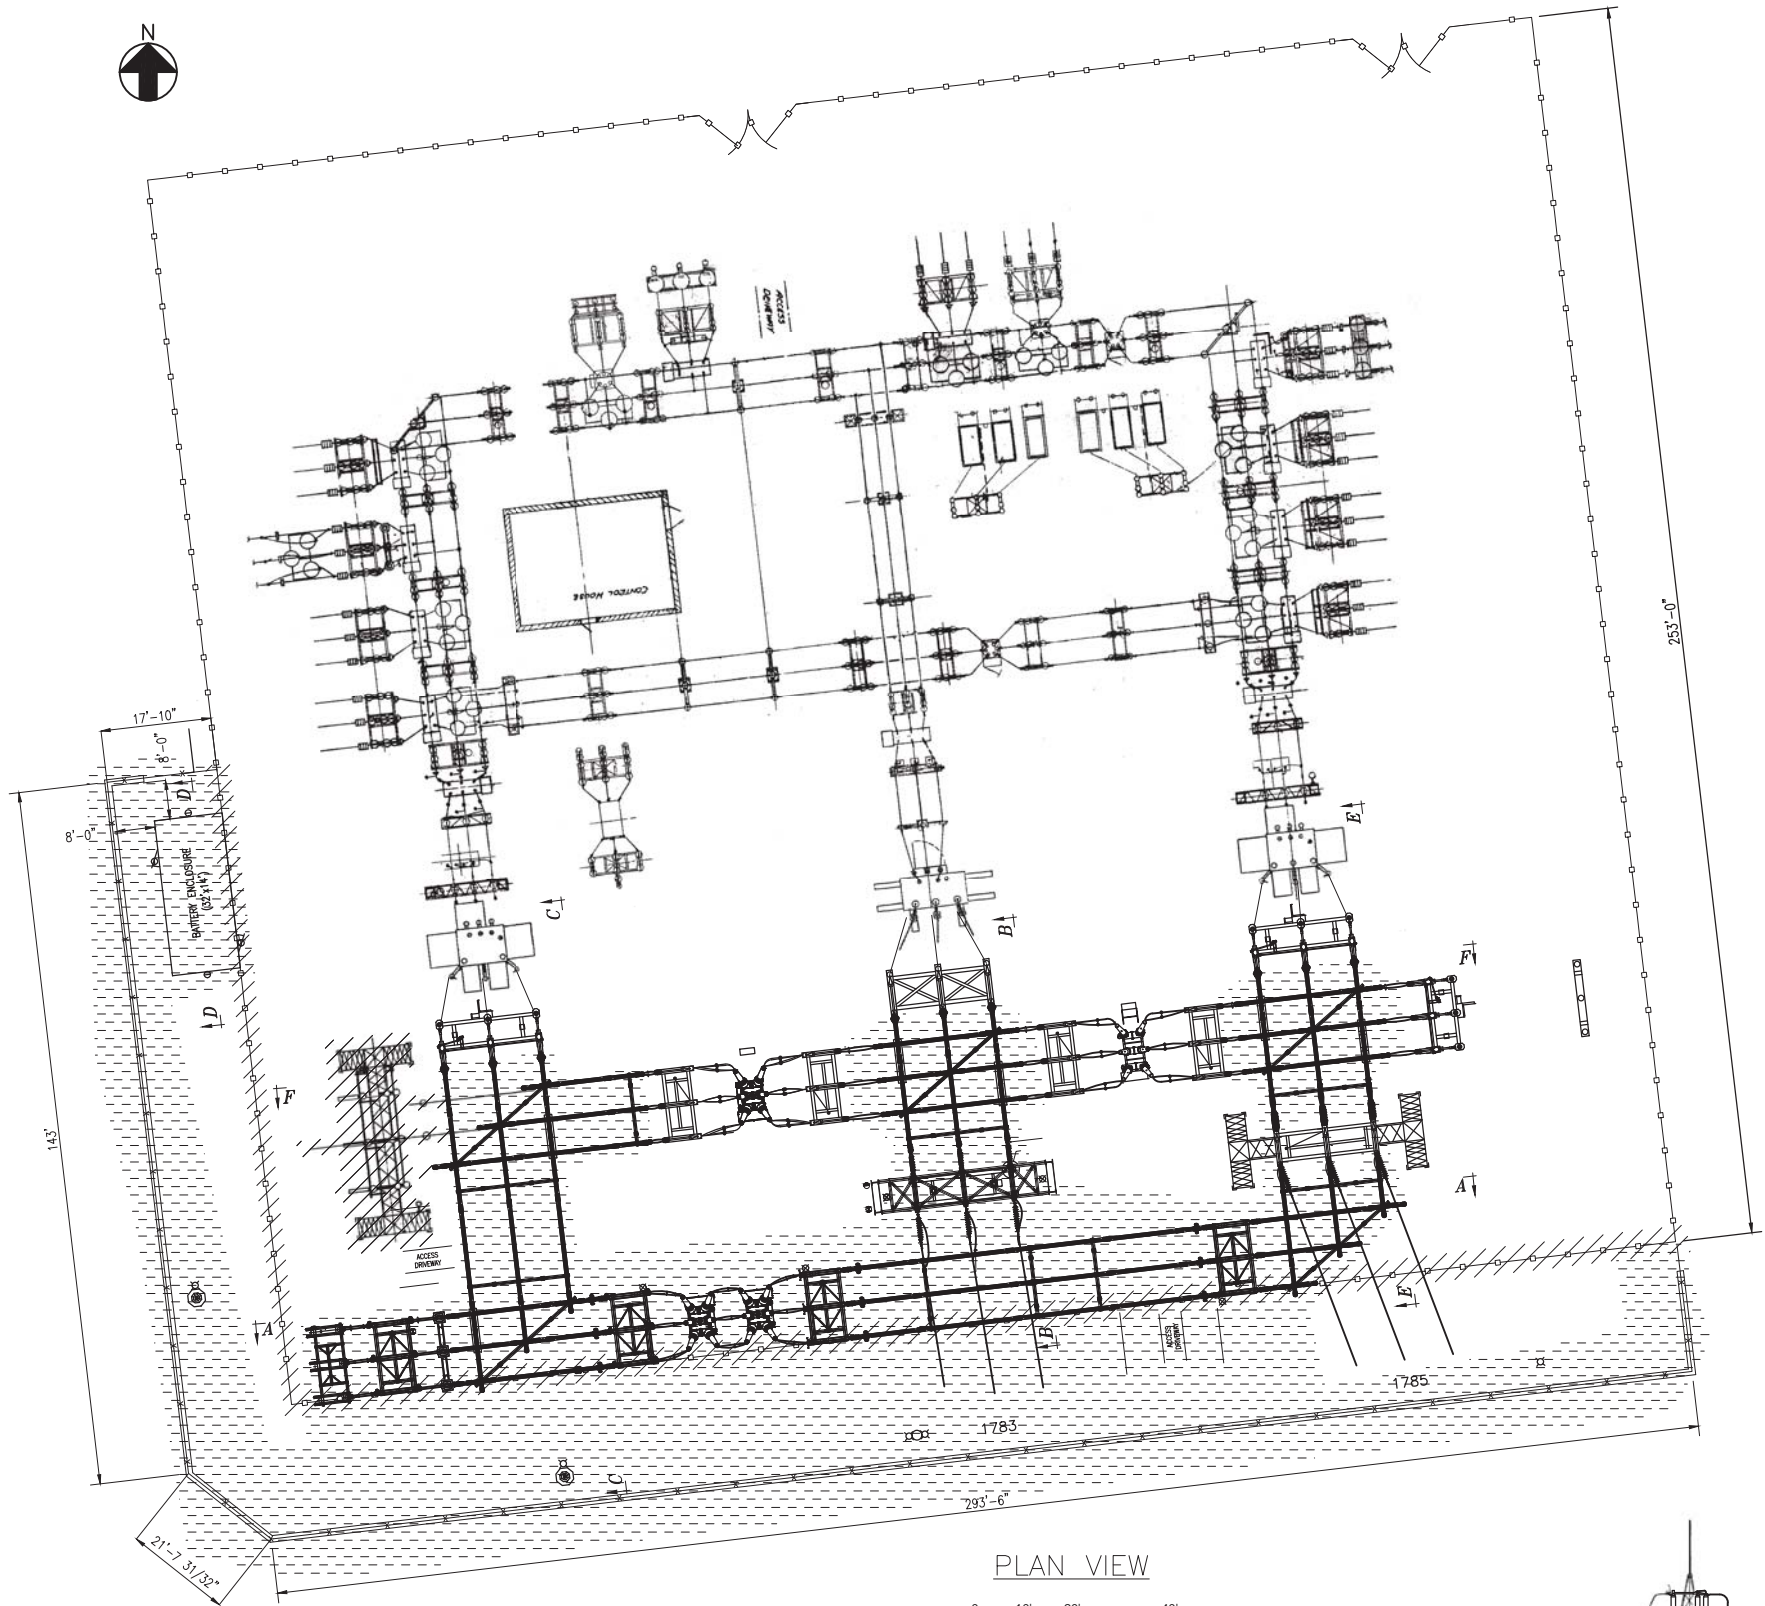 N
ACCESS
DRIVEWAY
CONTROL HOUSE
253'-0"
17'-10"
8'-0"
D
8'-0"
BATTERY ENCLOSURE
(32'x14')
E
C
B
D
F
F
143'
A
ACCESS
DRIVEWAY
A
E
B
ACCESS
DRIVEWAY
1785
1783
C
293'-6"
21'-7 31/32"
PLAN VIEW